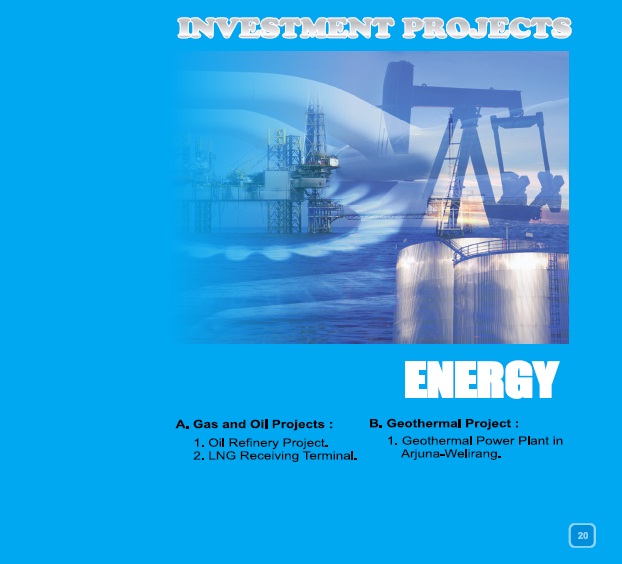 INVESTMENT PROJECTS
ENERGY
A. Gas and Oil Projects :
1. Oil Refinery Project.
2. LNG Receiving Terminal.
B. Geothermal Project :
1. Geothermal Power Plant in
Arjuna-Welirang.
20